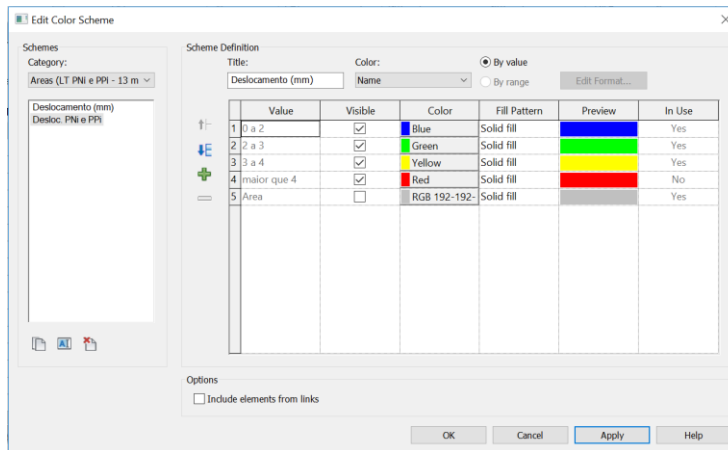 Edit Color Scheme
Schemes
Category:
Areas (LT PNi e PPi - 13 m
Deslocamento (mm)
Desloc. PNi e PPi
Scheme Definition
Title: Color: By value
Deslocamento (mm) Name By range Edit Format...
Value Visible Color Fill Pattern Preview In Use
1 0 a 2 Blue Solid fill Yes
2 2 a 3 Green Solid fill Yes
3 3 a 4 Yellow Solid fill Yes
4 maior que 4 Red Solid fill No
5 Area RGB 192-192- Solid fill Yes
Options
Include elements from links
OK Cancel Apply Help